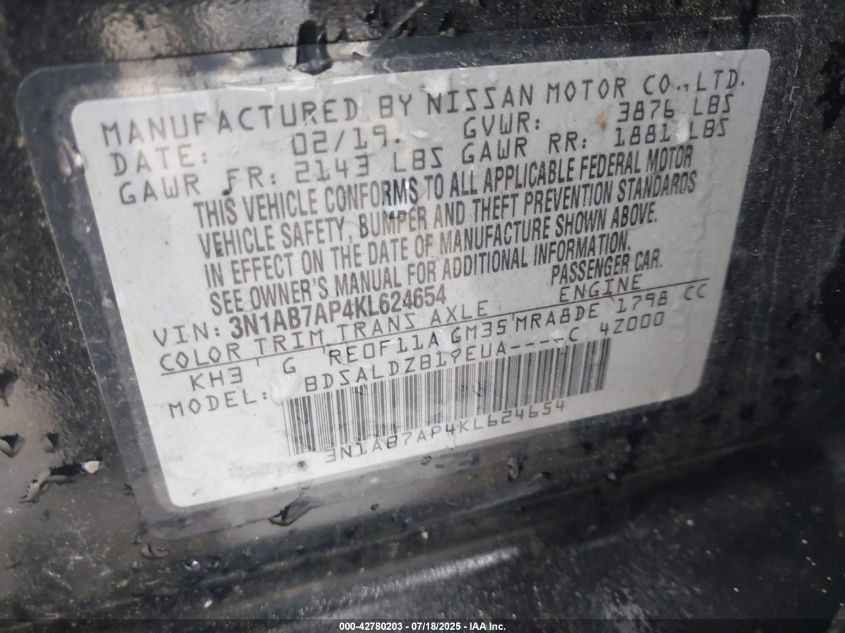 MANUFACTURED BY NISSAN MOTOR CO.,LTD.
DATE: 02/19. GVWR: 3876 LBS
GAWR FR: 2143 LBS GAWR RR: 1881 LBS
THIS VEHICLE CONFORMS TO ALL APPLICABLE FEDERAL MOTOR
VEHICLE SAFETY, BUMPER AND THEFT PREVENTION STANDARDS
IN EFFECT ON THE DATE OF MANUFACTURE SHOWN ABOVE.
SEE OWNER'S MANUAL FOR ADDITIONAL INFORMATION.
VIN: 3N1AB7AP4KL624654 PASSENGER CAR.
COLOR TRIM TRANS AXLE ENGINE
KH3 G RE0F11A GM35 MRA8DE 1798 CC
MODEL: BDSALDZB19EUA----C 4Z000
3N1AB7AP4KL624654
000-42780203 - 07/18/2025 - IAA Inc.